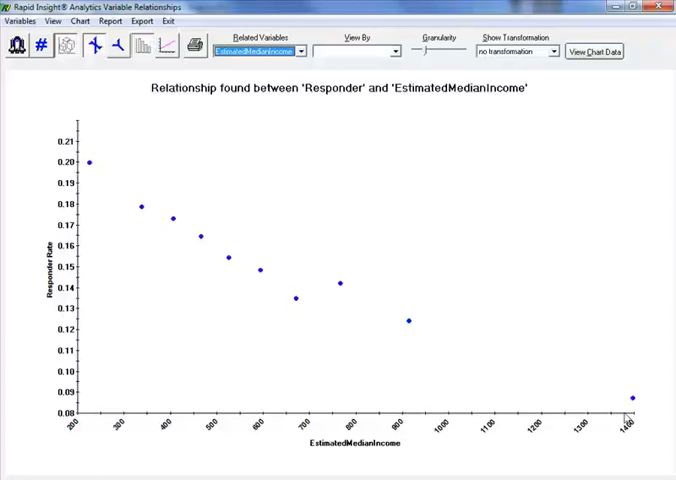 Rapid Insight® Analytics Variable Relationships
Variables View Chart Report Export Exit
Related Variables View By Granularity Show Transformation
EstimatedMedianIncome no transformation View Chart Data
Relationship found between 'Responder' and 'EstimatedMedianIncome'
0.21
0.20
0.19
0.18
0.17
0.16
0.15
0.14
0.13
0.12
0.11
0.10
0.09
0.08
Responder Rate
200 300 400 500 600 700 800 900 1000 1100 1200 1300 1400
EstimatedMedianIncome